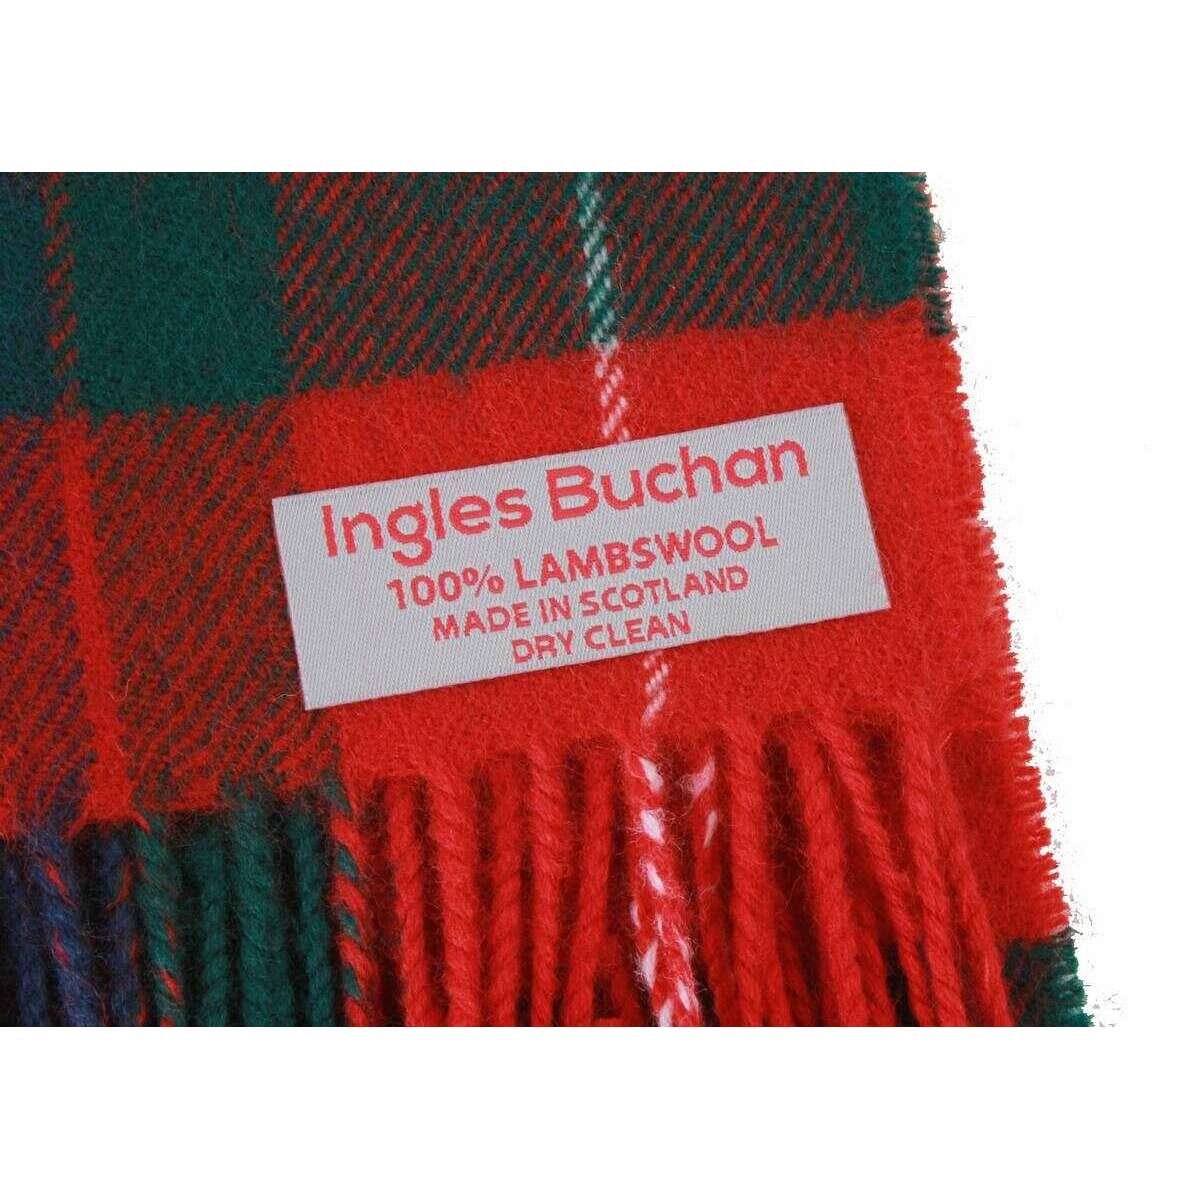 Ingles Buchan
100% LAMBSWOOL
MADE IN SCOTLAND
DRY CLEAN